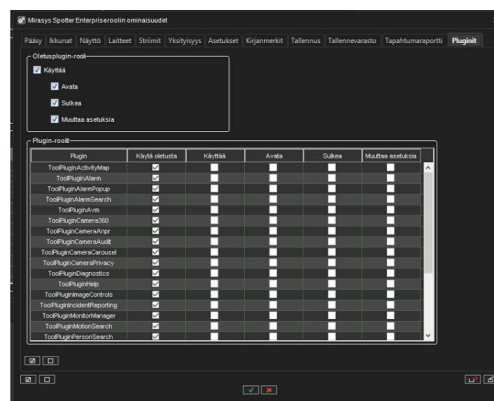 Mirasys Spotter Enterpriseroolin ominaisuudet
Pääsy Ikkunat Näyttö Laitteet Striimit Yksityisyys Asetukset Kirjanmerkit Tallennus Tallennevarasto Tapahtumaraportti Pluginit
Oletusplugin-rooli
Käyttää
Avata
Sulkea
Muuttaa asetuksia
Plugin-roolit
Plugin Käytä oletusta Käyttää Avata Sulkea Muuttaa asetuksia
ToolPluginActivityMap
ToolPluginAlarm
ToolPluginAlarmPopup
ToolPluginAlarmSearch
ToolPluginAvm
ToolPluginCamera360
ToolPluginCameraAnpr
ToolPluginCameraAudit
ToolPluginCameraCarousel
ToolPluginCameraPrivacy
ToolPluginDiagnostics
ToolPluginHelp
ToolPluginImageControls
ToolPluginIncidentReporting
ToolPluginMonitorManager
ToolPluginMotionSearch
ToolPluginPersonSearch